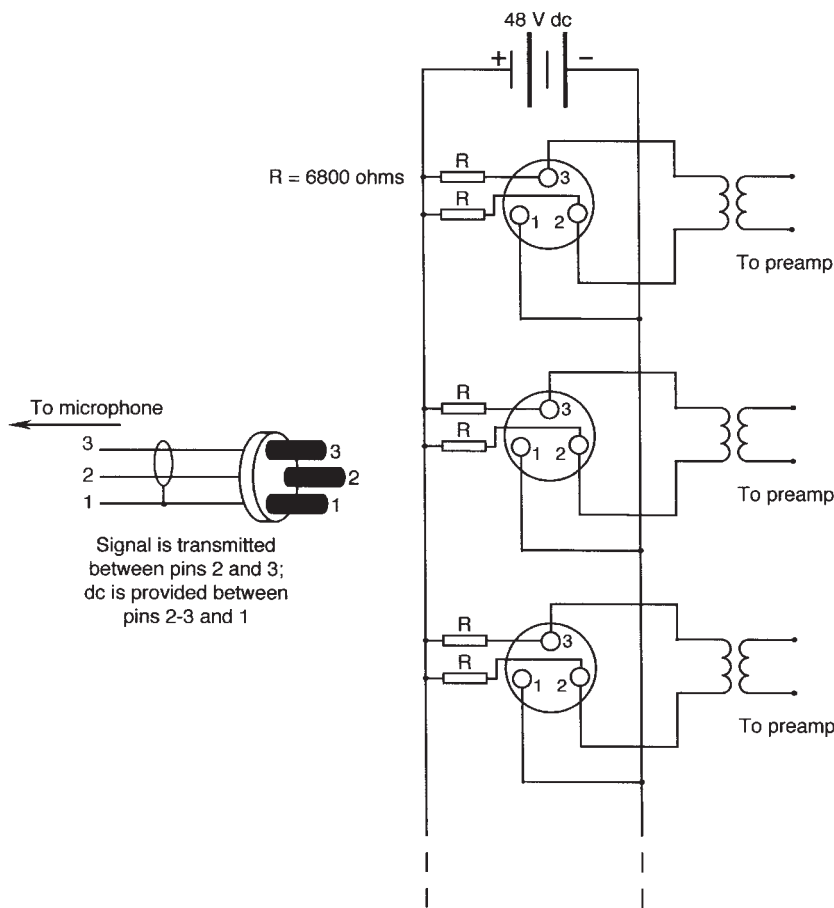 48 V dc
+ −
R
3
R = 6800 ohms
R
1 2
To preamp
R
3
R
1 2
To preamp
To microphone
3
3
2
2
1
1
Signal is transmitted
between pins 2 and 3;
dc is provided between
pins 2-3 and 1
R
3
R
1 2
To preamp